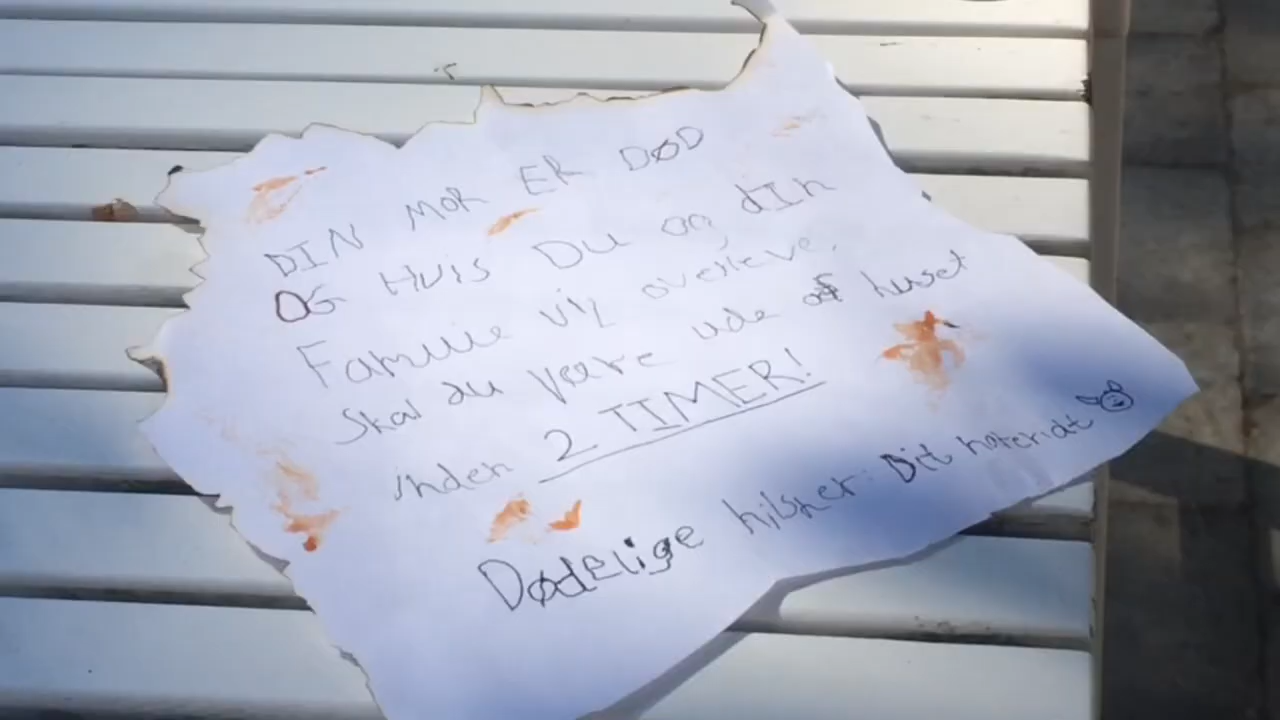 DIN MOR ER DØD
OG HVIS DU og dIn
Familie vil overleve.
Skal du være ude af huset
inden 2 TIMER!
Dødelige hilsner: Dit